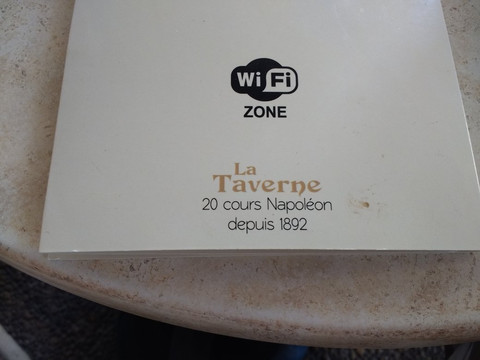 WiFi
ZONE
La
Taverne
20 cours Napoléon
depuis 1892